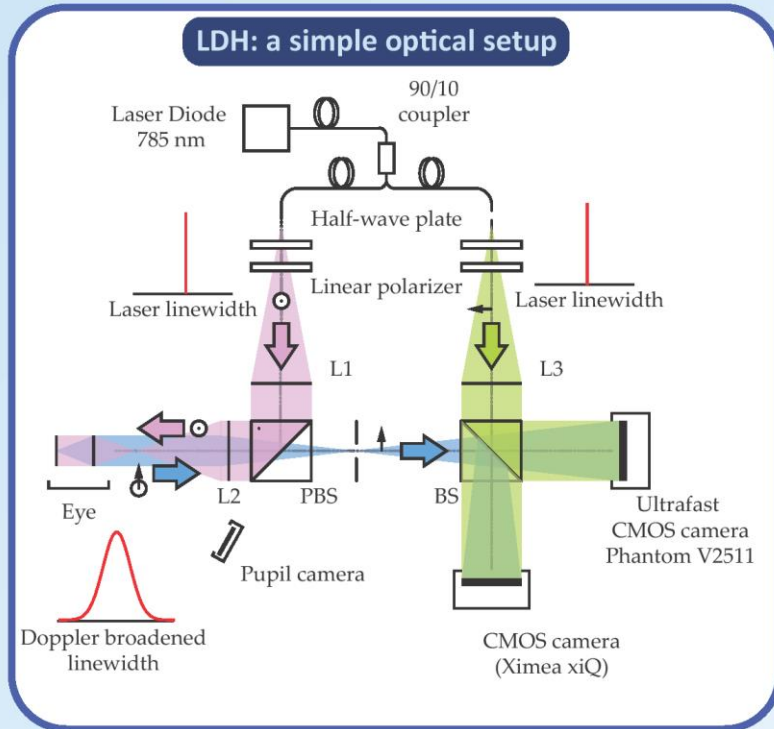 LDH: a simple optical setup
90/10
coupler
Laser Diode
785 nm
Half-wave plate
Linear polarizer
Laser linewidth
Laser linewidth
L1
L3
Eye
L2
PBS
BS
Pupil camera
Ultrafast
CMOS camera
Phantom V2511
Doppler broadened
linewidth
CMOS camera
(Ximea xiQ)